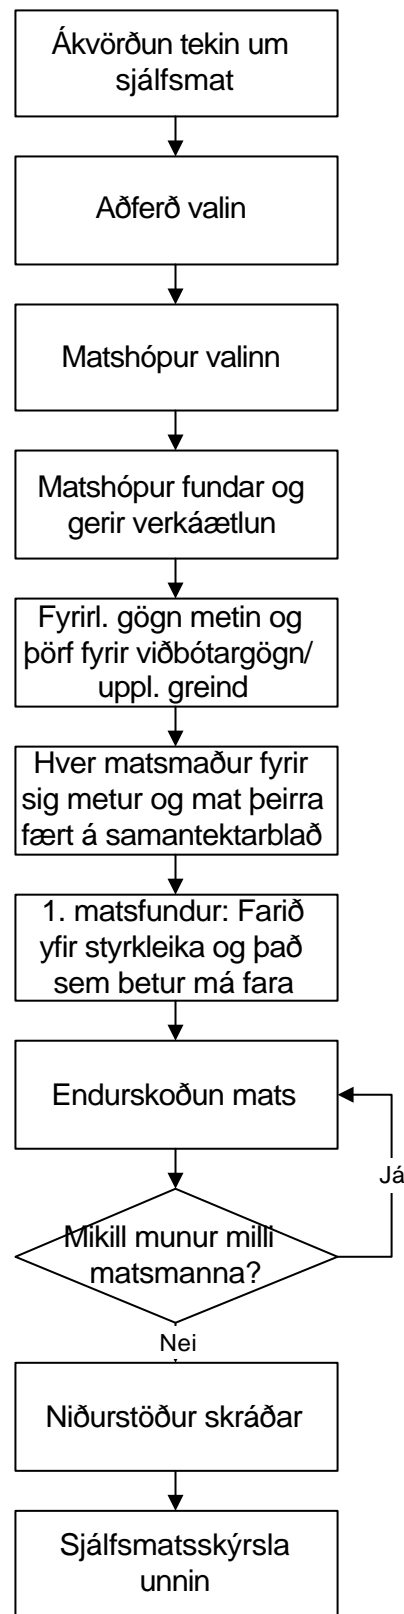 Ákvörðun tekin um
sjálfsmat
Aðferð valin
Matshópur valinn
Matshópur fundar og
gerir verkáætlun
Fyrirl. gögn metin og
þörf fyrir viðbótargögn/
uppl. greind
Hver matsmaður fyrir
sig metur og mat þeirra
fært á samantektarblað
1. matsfundur: Farið
yfir styrkleika og það
sem betur má fara
Endurskoðun mats
Já
Mikill munur milli
matsmanna?
Nei
Niðurstöður skráðar
Sjálfsmatsskýrsla
unnin